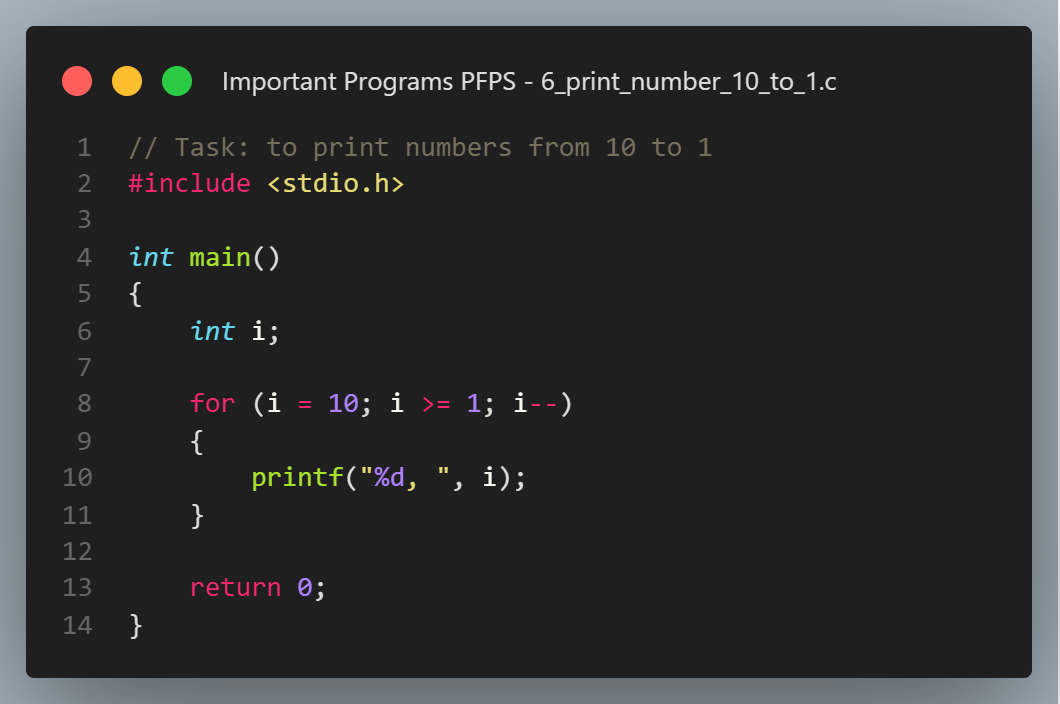 Important Programs PFPS - 6_print_number_10_to_1.c
1 // Task: to print numbers from 10 to 1
2 #include <stdio.h>
3
4 int main()
5 {
6     int i;
7
8     for (i = 10; i >= 1; i--)
9     {
10         printf("%d, ", i);
11     }
12
13     return 0;
14 }